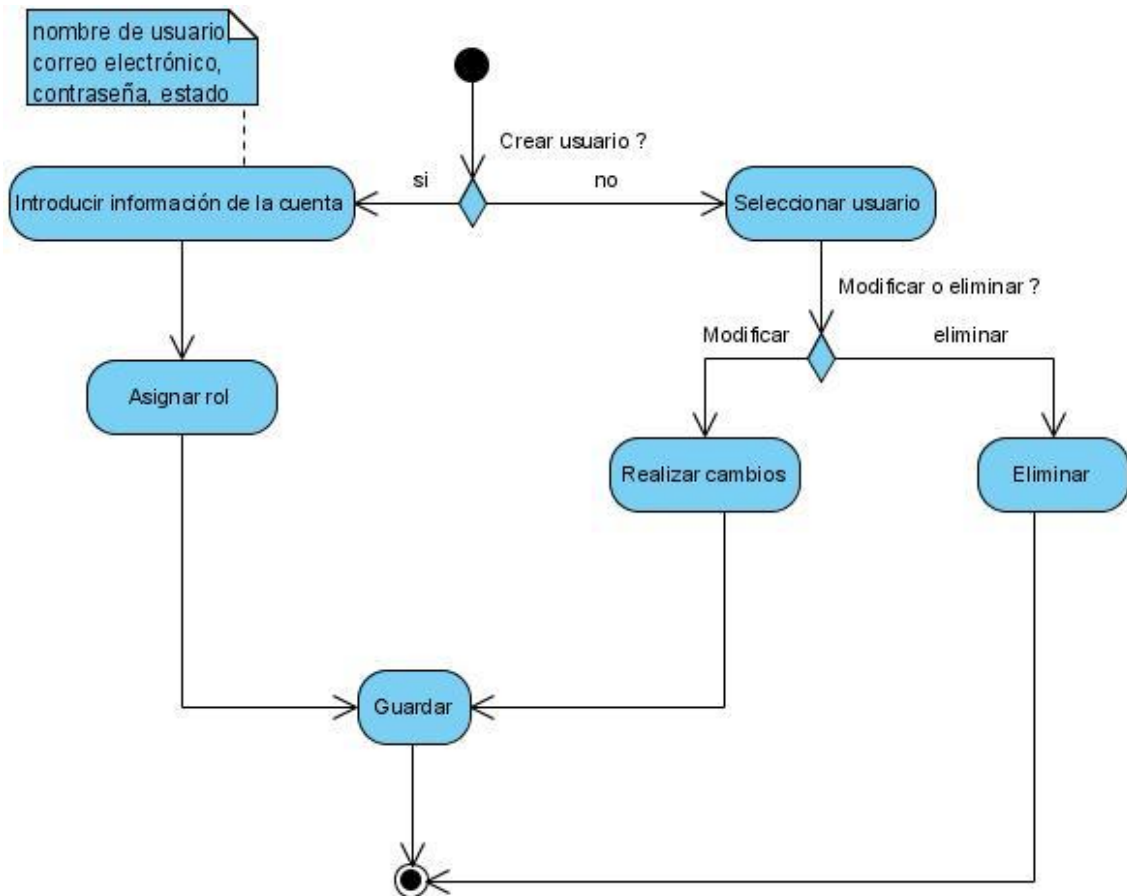 nombre de usuario,
correo electrónico,
contraseña, estado
Crear usuario ?
si
no
Introducir información de la cuenta
Seleccionar usuario
Modificar o eliminar ?
Modificar
eliminar
Asignar rol
Realizar cambios
Eliminar
Guardar